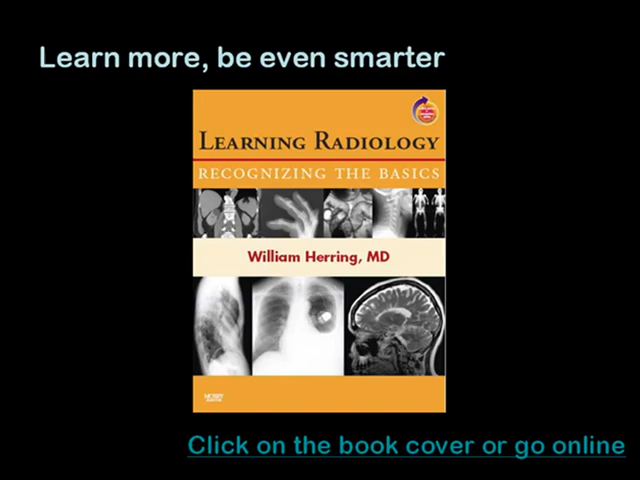 Learn more, be even smarter
LEARNING RADIOLOGY
RECOGNIZING THE BASICS
William Herring, MD
MOSBY
Click on the book cover or go online